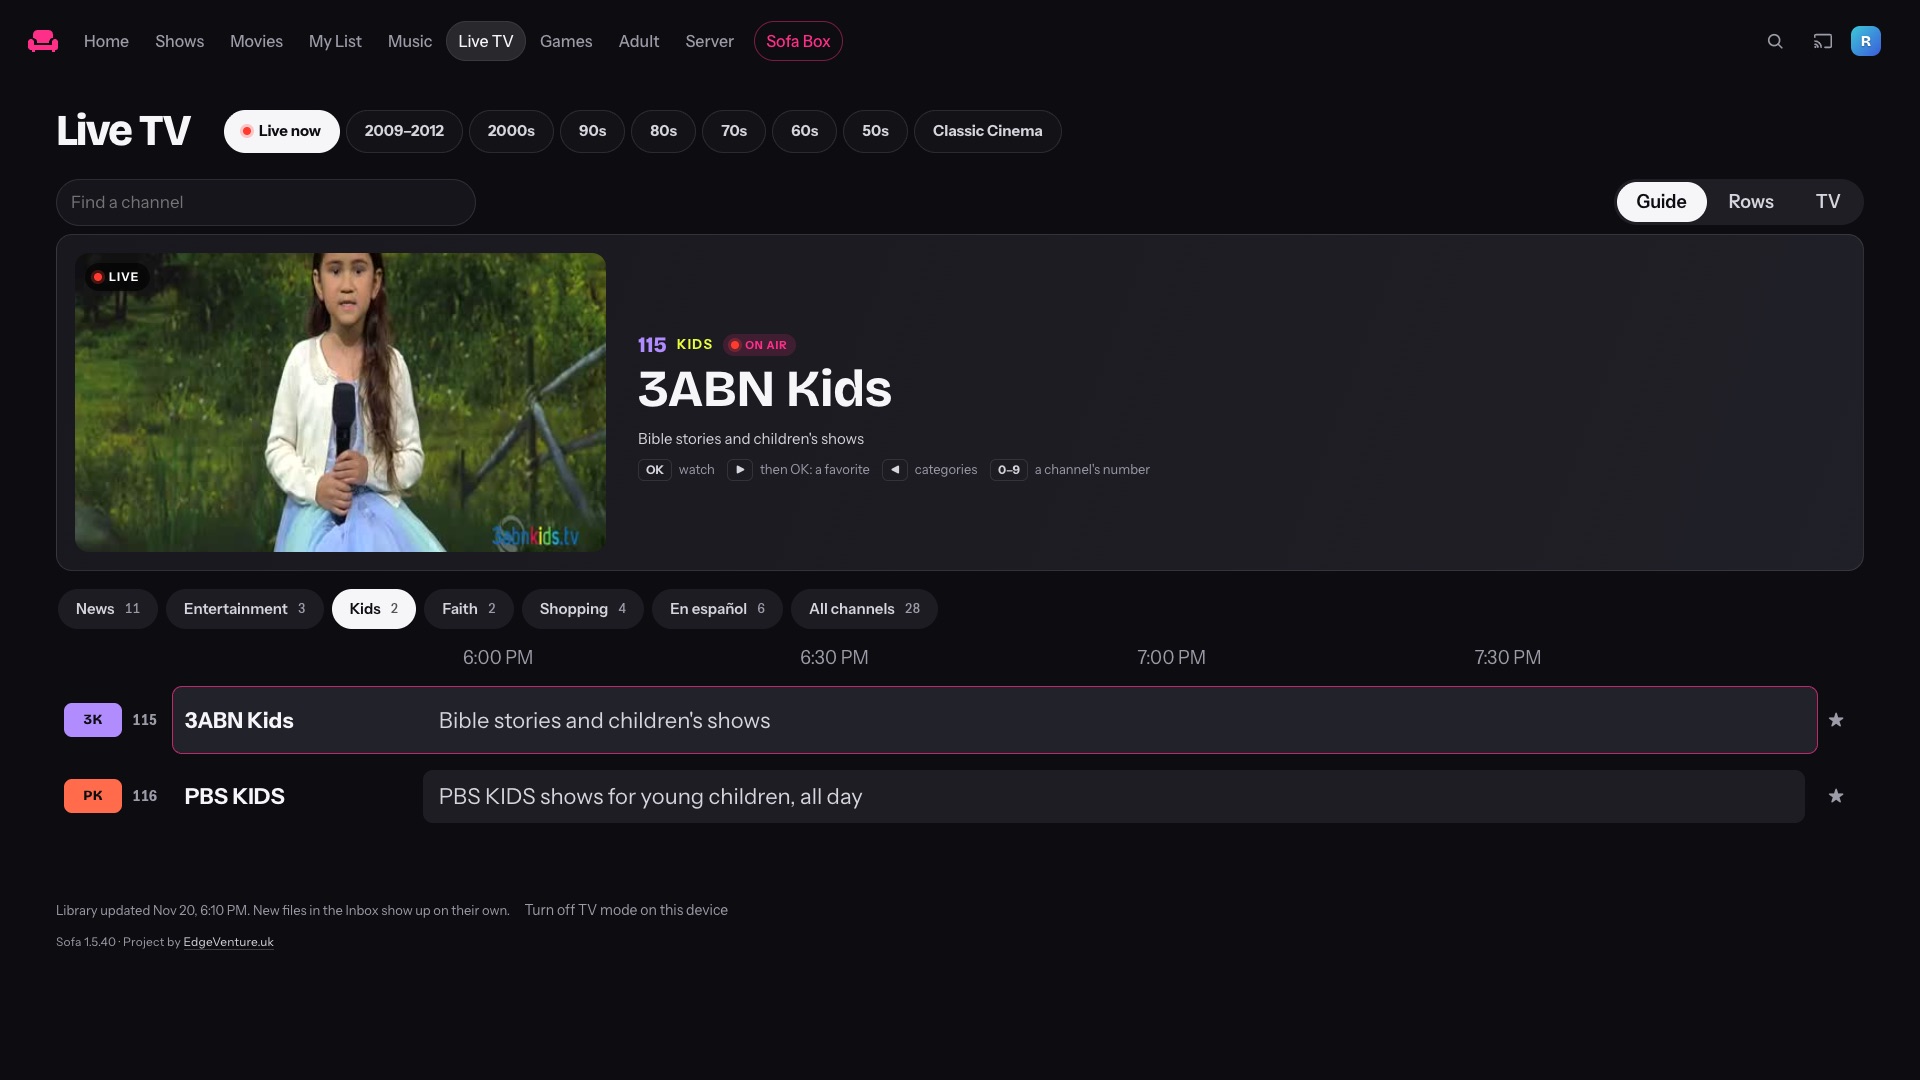 Home Shows Movies My List Music Live TV Games Adult Server Sofa Box R
Live TV Live now 2009–2012 2000s 90s 80s 70s 60s 50s Classic Cinema
Find a channel Guide Rows TV
LIVE
115 KIDS ON AIR
3ABN Kids
Bible stories and children's shows
OK watch then OK: a favorite categories 0–9 a channel's number
3abnkids.tv
News 11 Entertainment 3 Kids 2 Faith 2 Shopping 4 En español 6 All channels 28
6:00 PM 6:30 PM 7:00 PM 7:30 PM
3K 115 3ABN Kids Bible stories and children's shows
PK 116 PBS KIDS PBS KIDS shows for young children, all day
Library updated Nov 20, 6:10 PM. New files in the Inbox show up on their own. Turn off TV mode on this device
Sofa 1.5.40 · Project by EdgeVenture.uk